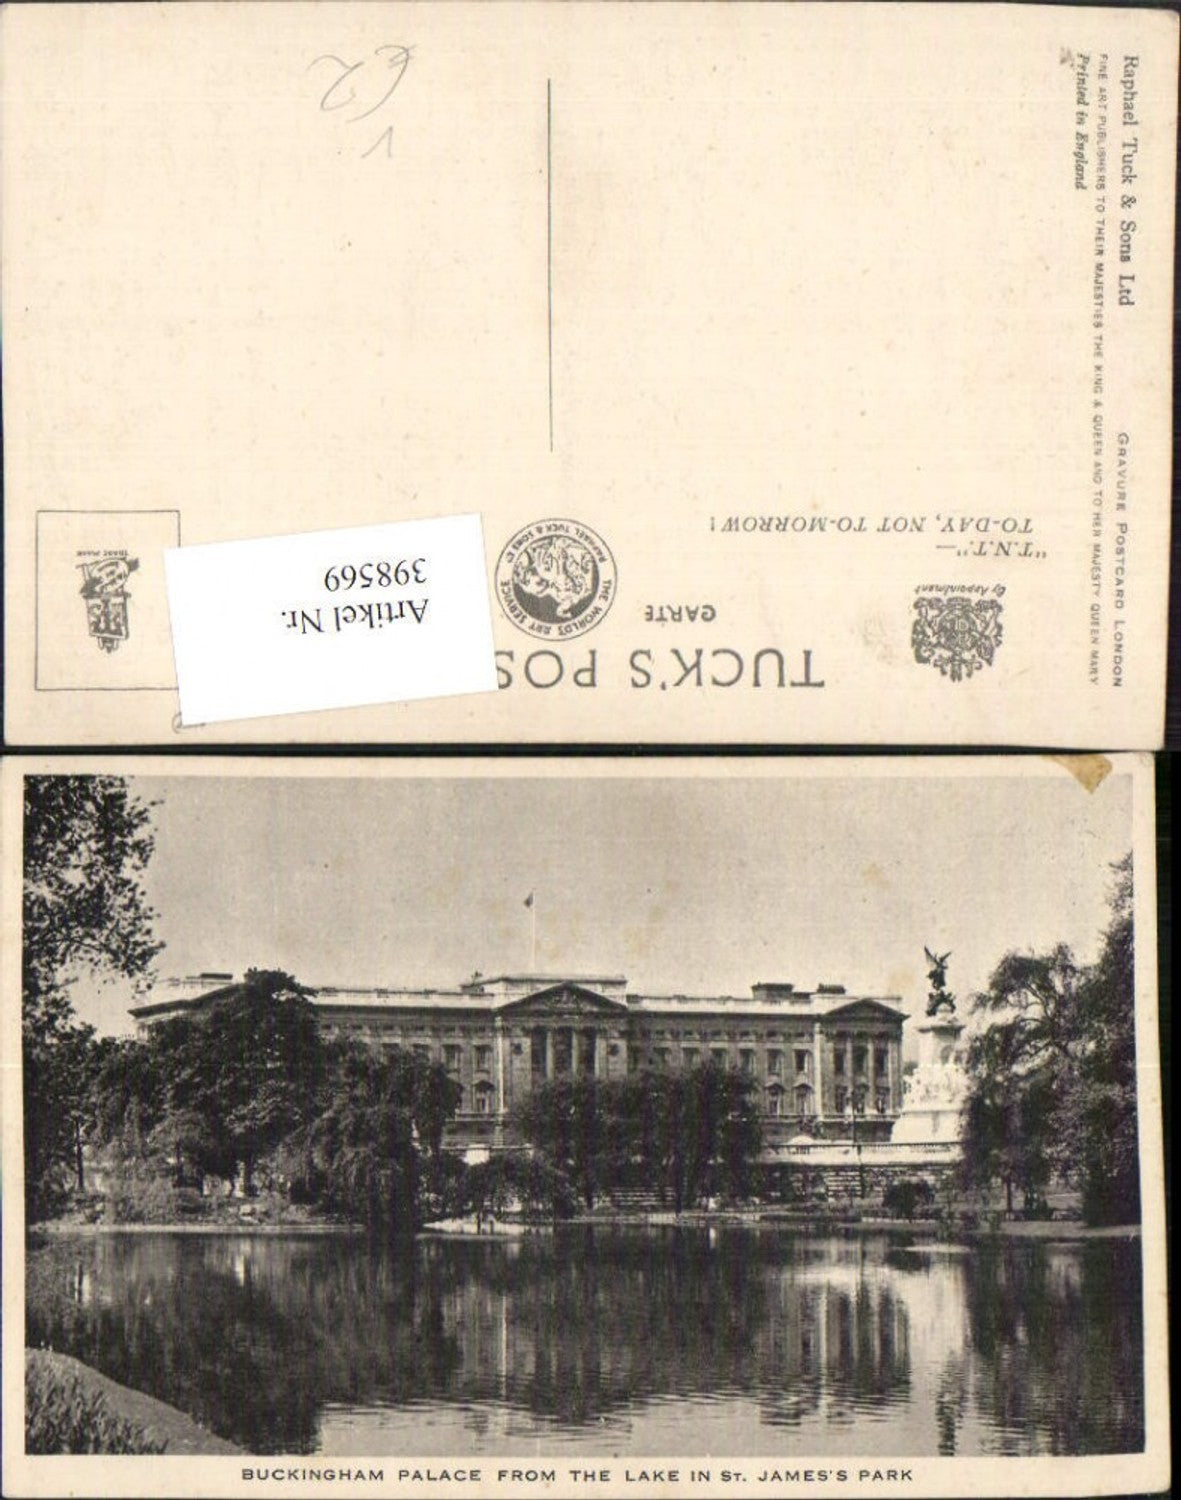 Raphael Tuck & Sons Ltd
GRAVURE POSTCARD LONDON
FINE ART PUBLISHERS TO THEIR MAJESTIES THE KING & QUEEN AND TO HER MAJESTY QUEEN MARY
Printed in England
By Appointment
TUCK'S POS
CARTE
"T.N.T."—
TO-DAY, NOT TO-MORROW!
THE WORLD'S ART SERVICE
RAPHAEL TUCK & SONS LD
Artikel Nr.
398569
TRADE MARK
€2
V
BUCKINGHAM PALACE FROM THE LAKE IN ST. JAMES'S PARK